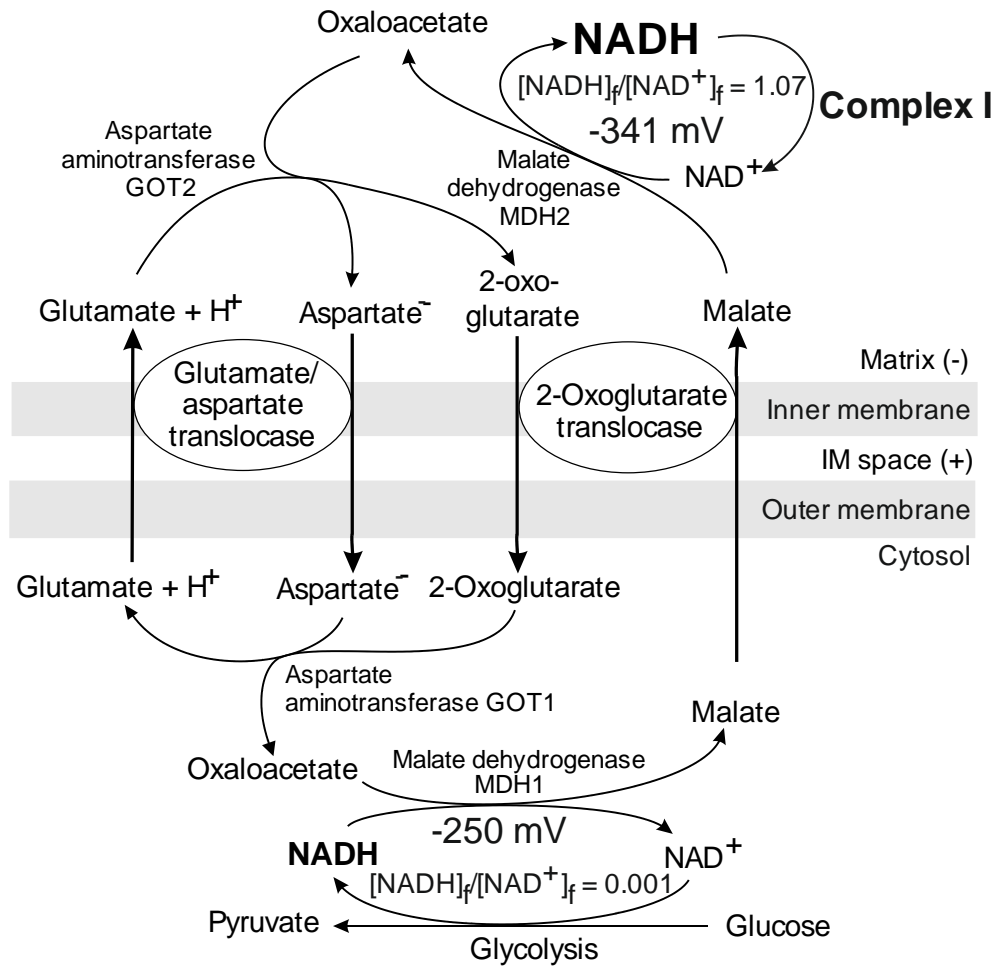 Oxaloacetate
NADH
[NADH]f/[NAD+]f = 1.07
-341 mV
Complex I
NAD+
Aspartate
aminotransferase
GOT2
Malate
dehydrogenase
MDH2
Glutamate + H+
Aspartate-
2-oxo-
glutarate
Malate
Glutamate/
aspartate
translocase
2-Oxoglutarate
translocase
Matrix (-)
Inner membrane
IM space (+)
Outer membrane
Cytosol
Glutamate + H+
Aspartate-
2-Oxoglutarate
Aspartate
aminotransferase GOT1
Malate
Oxaloacetate
Malate dehydrogenase
MDH1
-250 mV
NADH
NAD+
[NADH]f/[NAD+]f = 0.001
Pyruvate
Glucose
Glycolysis